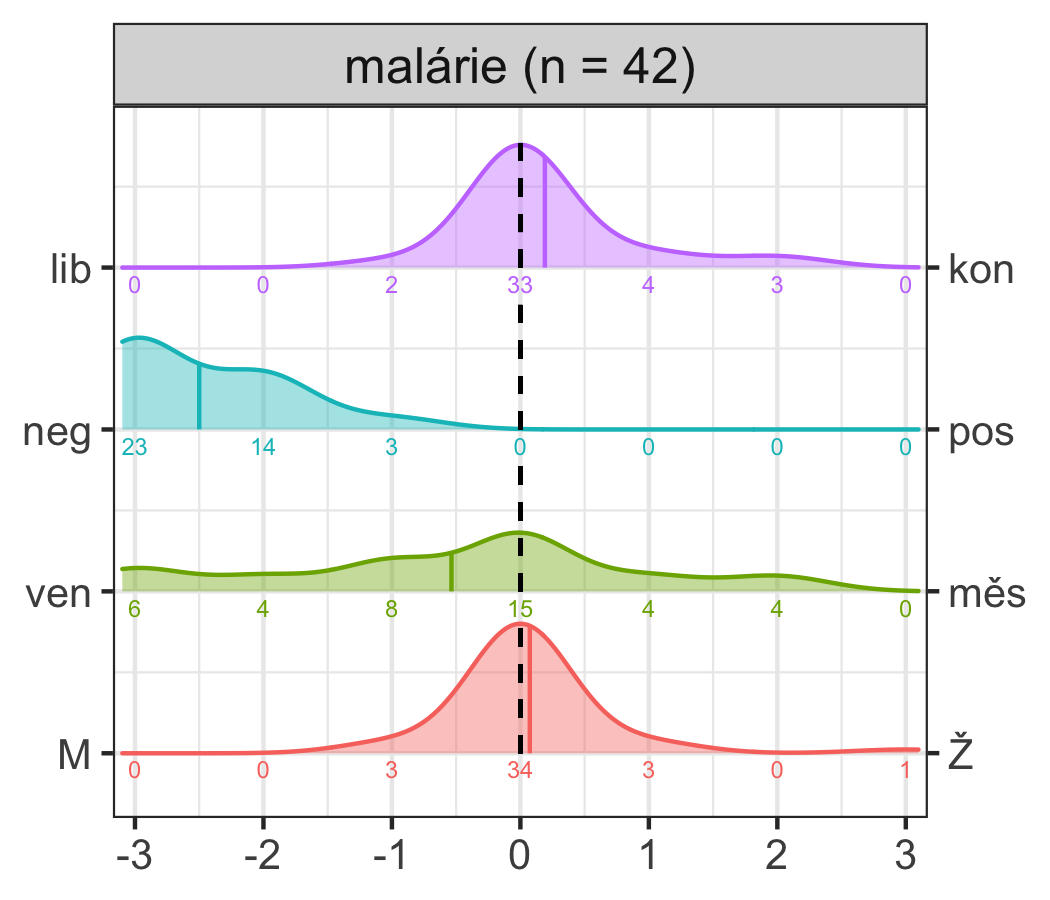 malárie (n = 42)
lib kon
0 0 2 33 4 3 0
neg pos
23 14 3 0 0 0 0
ven měs
6 4 8 15 4 4 0
M Ž
0 0 3 34 3 0 1
-3 -2 -1 0 1 2 3